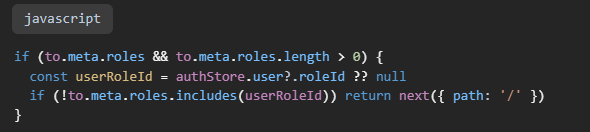 javascript
if (to.meta.roles && to.meta.roles.length > 0) {
  const userRoleId = authStore.user?.roleId ?? null
  if (!to.meta.roles.includes(userRoleId)) return next({ path: '/' })
}